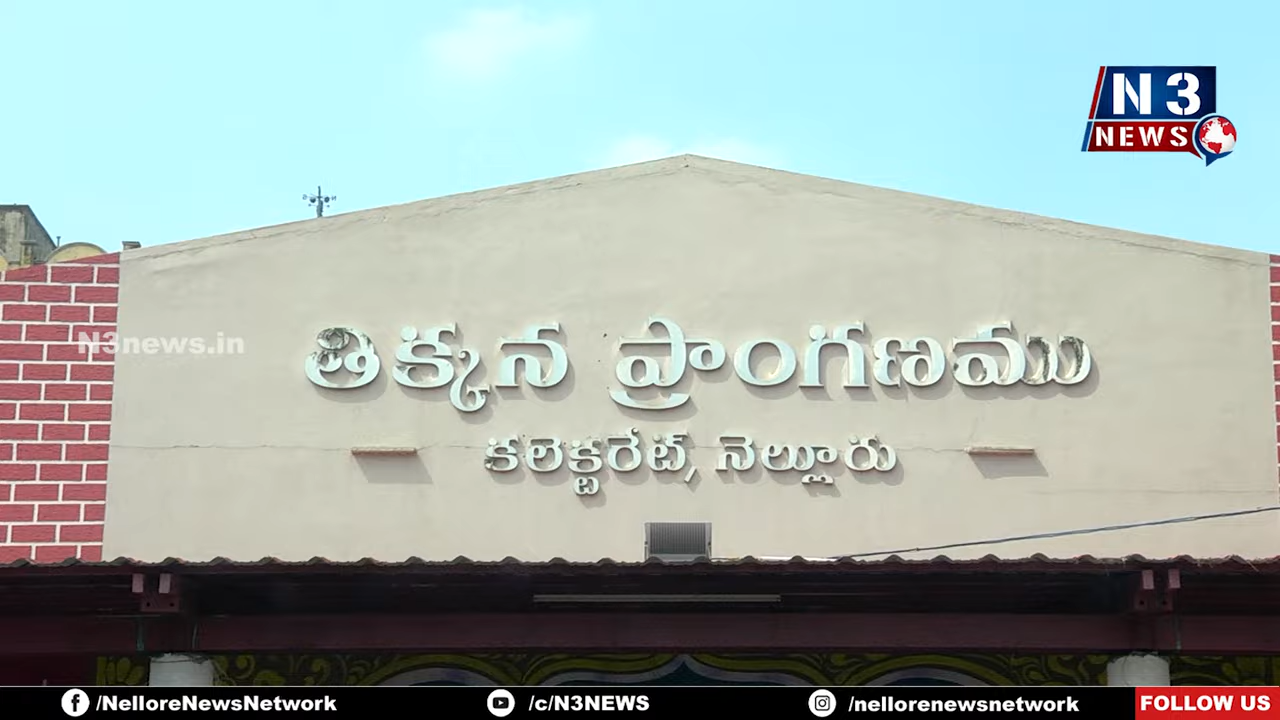 N3
NEWS
N3news.in
తిక్కన ప్రాంగణము
కలెక్టరేట్, నెల్లూరు
/NelloreNewsNetwork
/c/N3NEWS
/nellorenewsnetwork
FOLLOW US